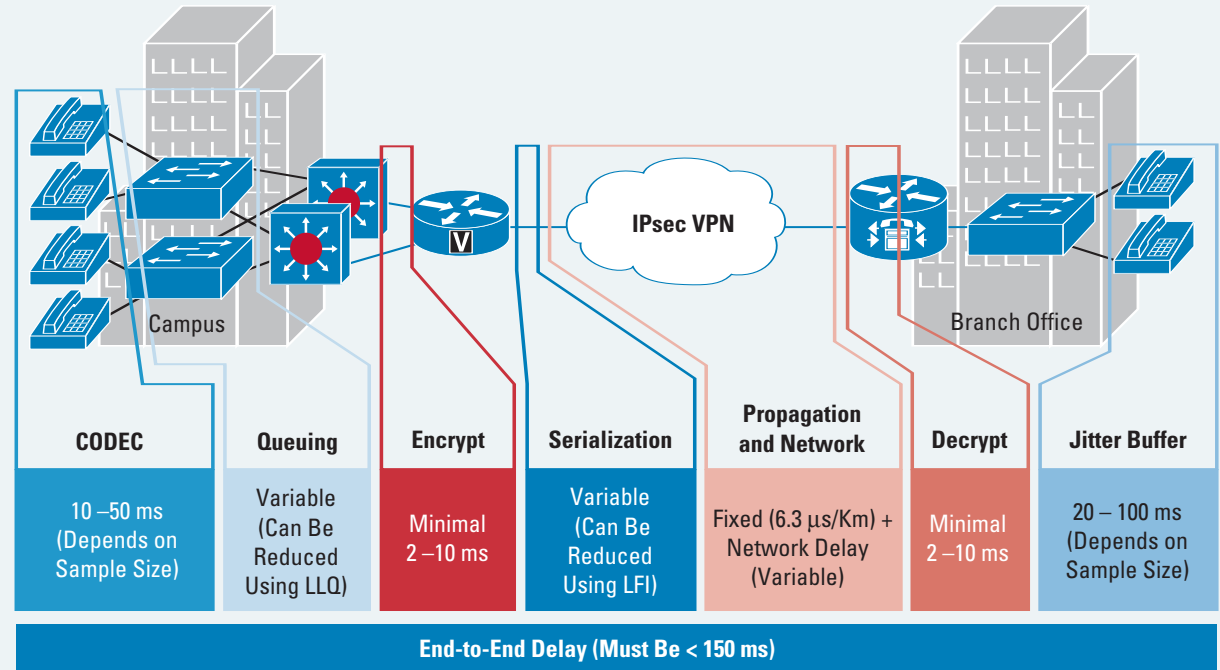 IPsec VPN
V
Campus
Branch Office
CODEC
10 –50 ms
(Depends on
Sample Size)
Queuing
Variable
(Can Be
Reduced
Using LLQ)
Encrypt
Minimal
2 –10 ms
Serialization
Variable
(Can Be
Reduced
Using LFI)
Propagation
and Network
Fixed (6.3 µs/Km) +
Network Delay
(Variable)
Decrypt
Minimal
2 –10 ms
Jitter Buffer
20 – 100 ms
(Depends on
Sample Size)
End-to-End Delay (Must Be < 150 ms)